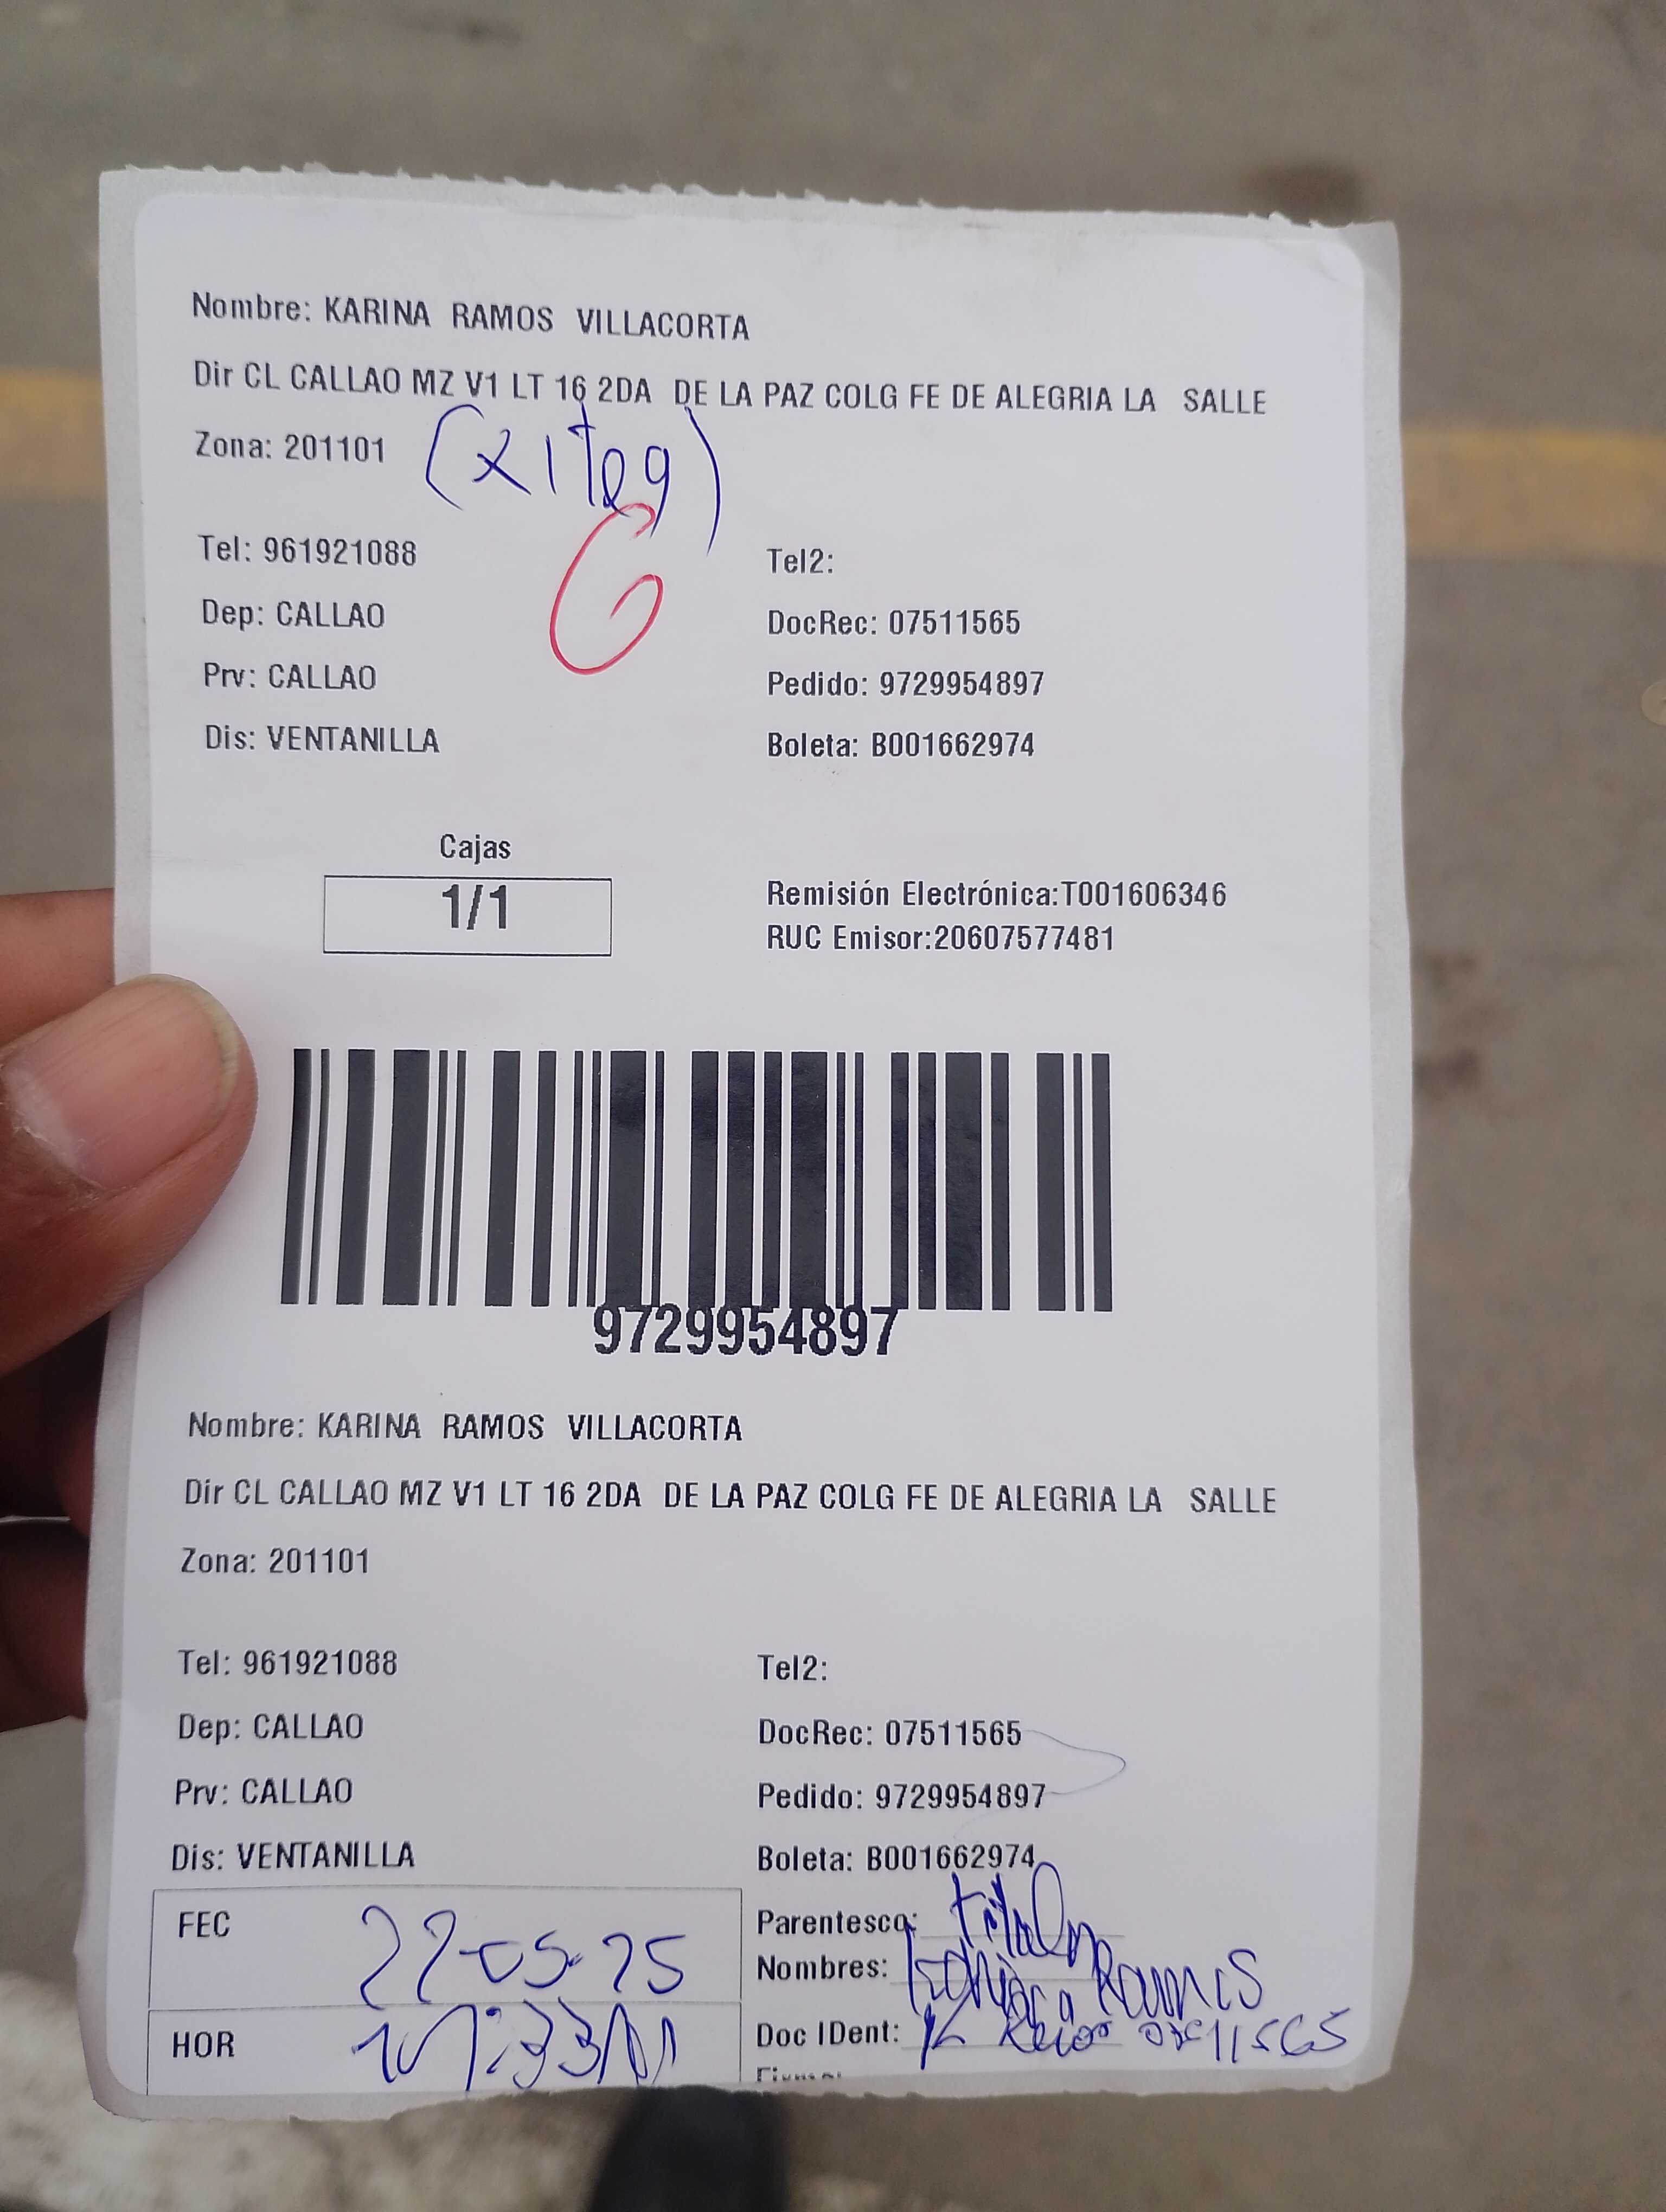 Nombre: KARINA RAMOS VILLACORTA
Dir CL CALLAO MZ V1 LT 16 2DA DE LA PAZ COLG FE DE ALEGRIA LA SALLE
Zona: 201101
6
Tel: 961921088 Tel2:
Dep: CALLAO DocRec: 07511565
Prv: CALLAO Pedido: 9729954897
Dis: VENTANILLA Boleta: B001662974
Cajas
1/1
Remisión Electrónica:T001606346
RUC Emisor:20607577481
9729954897
Nombre: KARINA RAMOS VILLACORTA
Dir CL CALLAO MZ V1 LT 16 2DA DE LA PAZ COLG FE DE ALEGRIA LA SALLE
Zona: 201101
Tel: 961921088 Tel2:
Dep: CALLAO DocRec: 07511565
Prv: CALLAO Pedido: 9729954897
Dis: VENTANILLA Boleta: B001662974
FEC 22-05-25 Parentesco: titular
Nombres: Ramos
HOR Doc IDent: